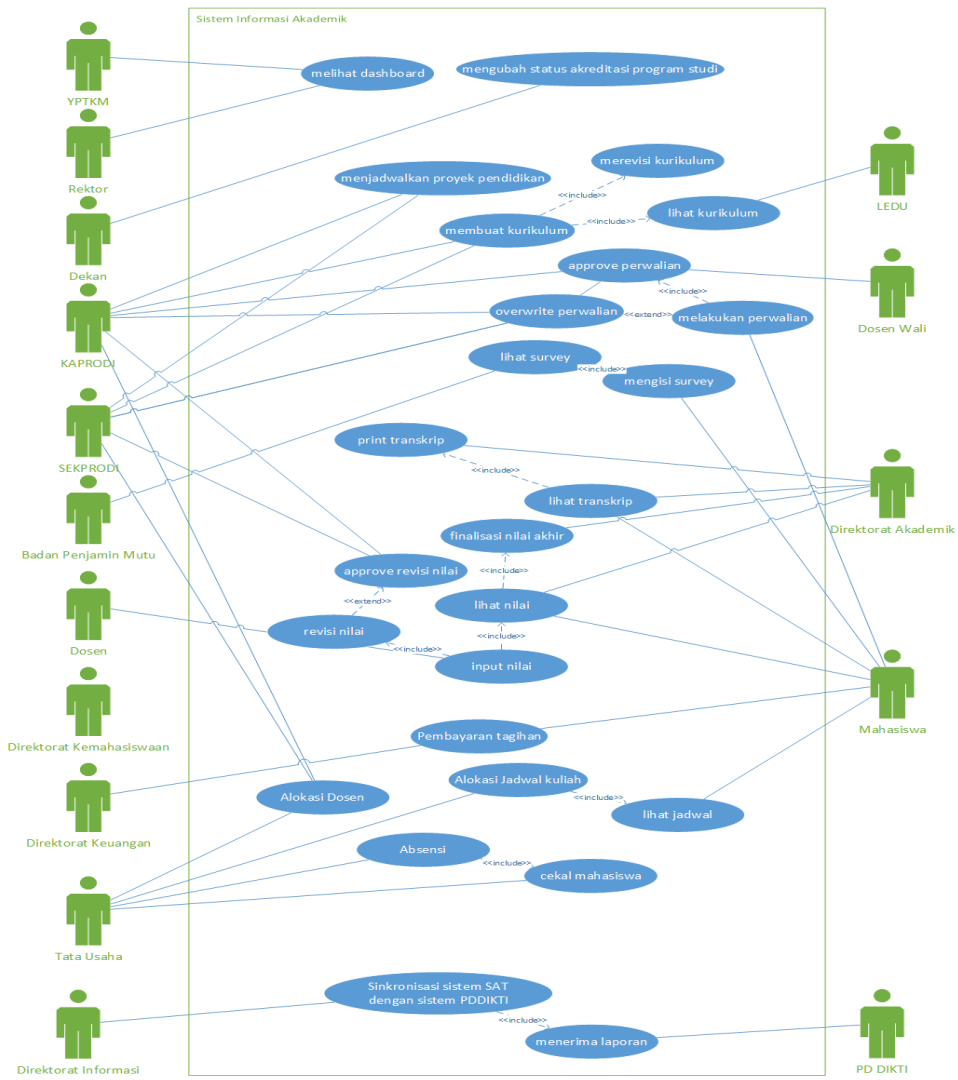 Sistem Informasi Akademik
YPTKM
melihat dashboard
mengubah status akreditasi program studi
Rektor
merevisi kurikulum
menjadwalkan proyek pendidikan
<<include>>
lihat kurikulum
LEDU
<<include>>
membuat kurikulum
Dekan
approve perwalian
<<include>>
overwrite perwalian
<<extend>>
melakukan perwalian
Dosen Wali
KAPRODI
lihat survey
<<include>>
mengisi survey
print transkrip
SEKPRODI
<<include>>
lihat transkrip
Direktorat Akademik
finalisasi nilai akhir
Badan Penjamin Mutu
approve revisi nilai
<<include>>
<<extend>>
lihat nilai
revisi nilai
<<include>>
<<include>>
Dosen
input nilai
Direktorat Kemahasiswaan
Mahasiswa
Pembayaran tagihan
Alokasi Jadwal kuliah
Alokasi Dosen
<<include>>
lihat jadwal
Direktorat Keuangan
Absensi
<<include>>
cekal mahasiswa
Tata Usaha
Sinkronisasi sistem SAT
dengan sistem PDDIKTI
<<include>>
menerima laporan
Direktorat Informasi
PD DIKTI